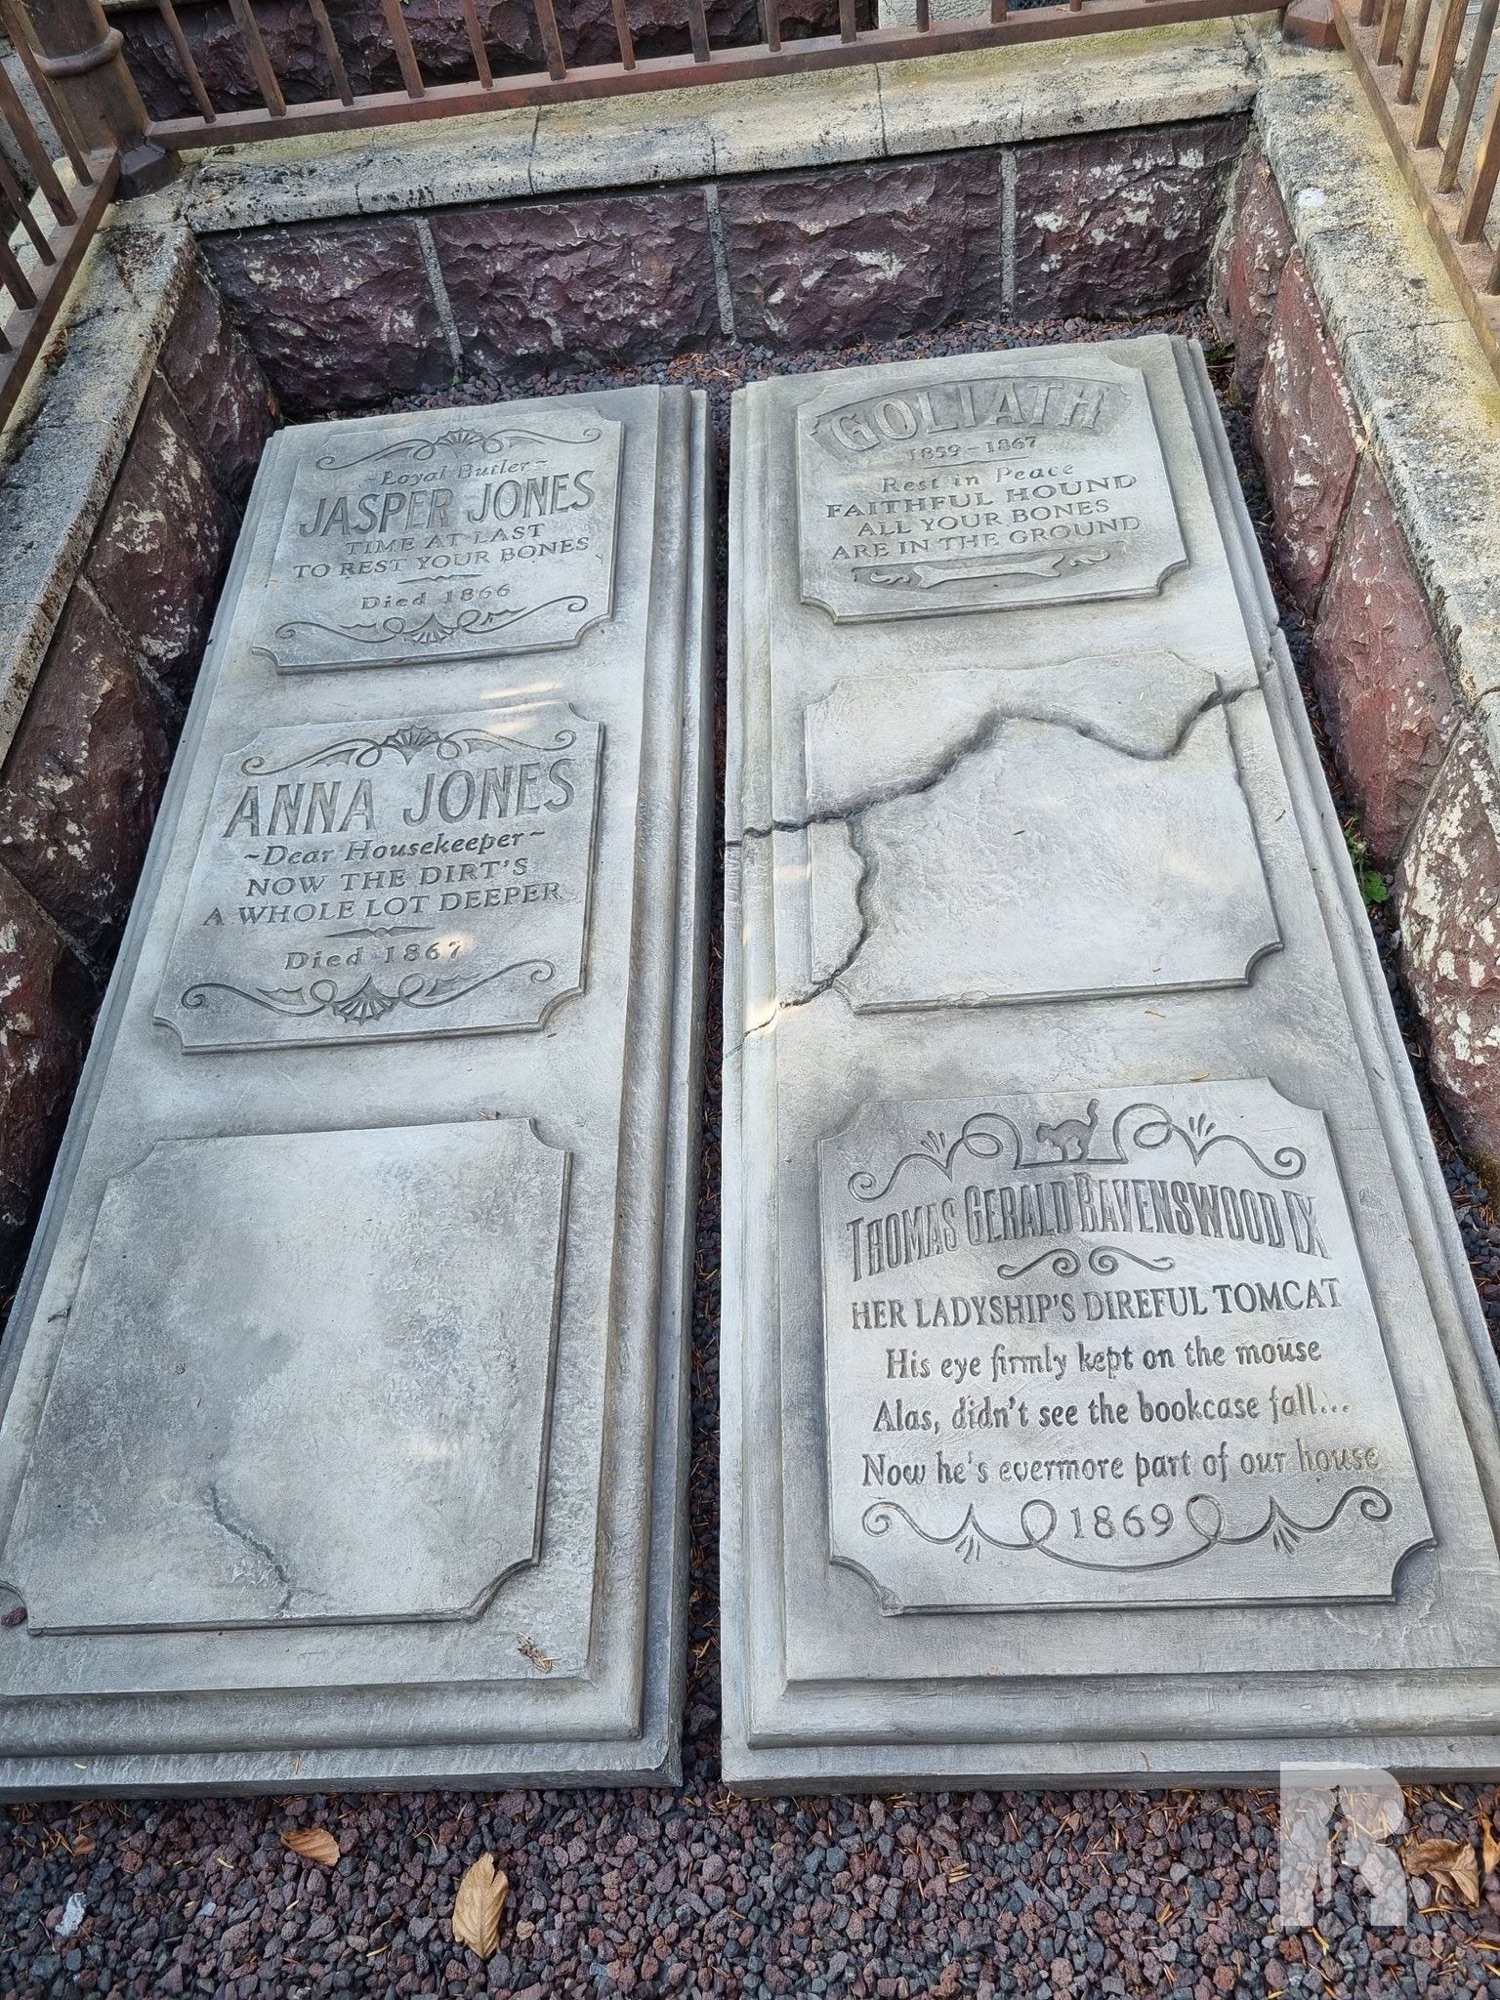 Loyal Butler~
JASPER JONES
TIME AT LAST
TO REST YOUR BONES
Died 1866
ANNA JONES
~Dear Housekeeper~
NOW THE DIRT'S
A WHOLE LOT DEEPER
Died 1867
GOLIATH
1859-1867
Rest in Peace
FAITHFUL HOUND
ALL YOUR BONES
ARE IN THE GROUND
THOMAS GERALD RAVENSWOOD IX
HER LADYSHIP'S DIREFUL TOMCAT
His eye firmly kept on the mouse
Alas, didn't see the bookcase fall...
Now he's evermore part of our house
1869
R